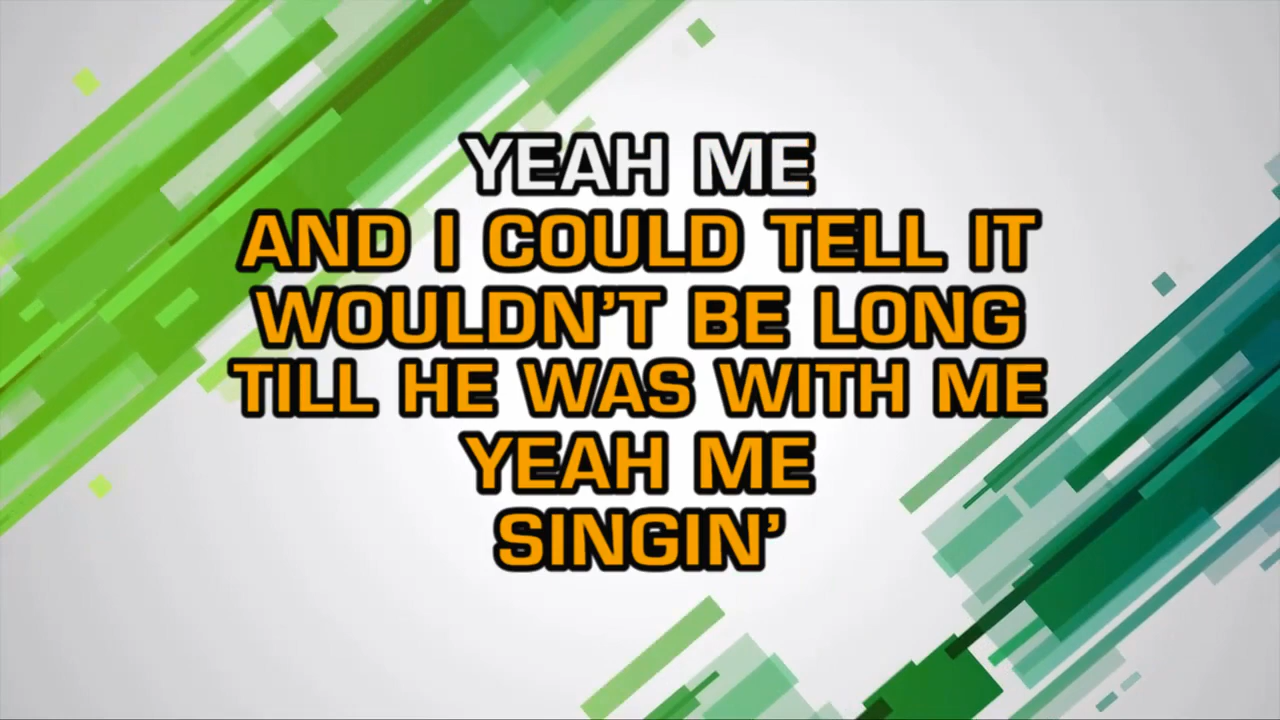 YEAH ME
AND I COULD TELL IT
WOULDN'T BE LONG
TILL HE WAS WITH ME
YEAH ME
SINGIN'